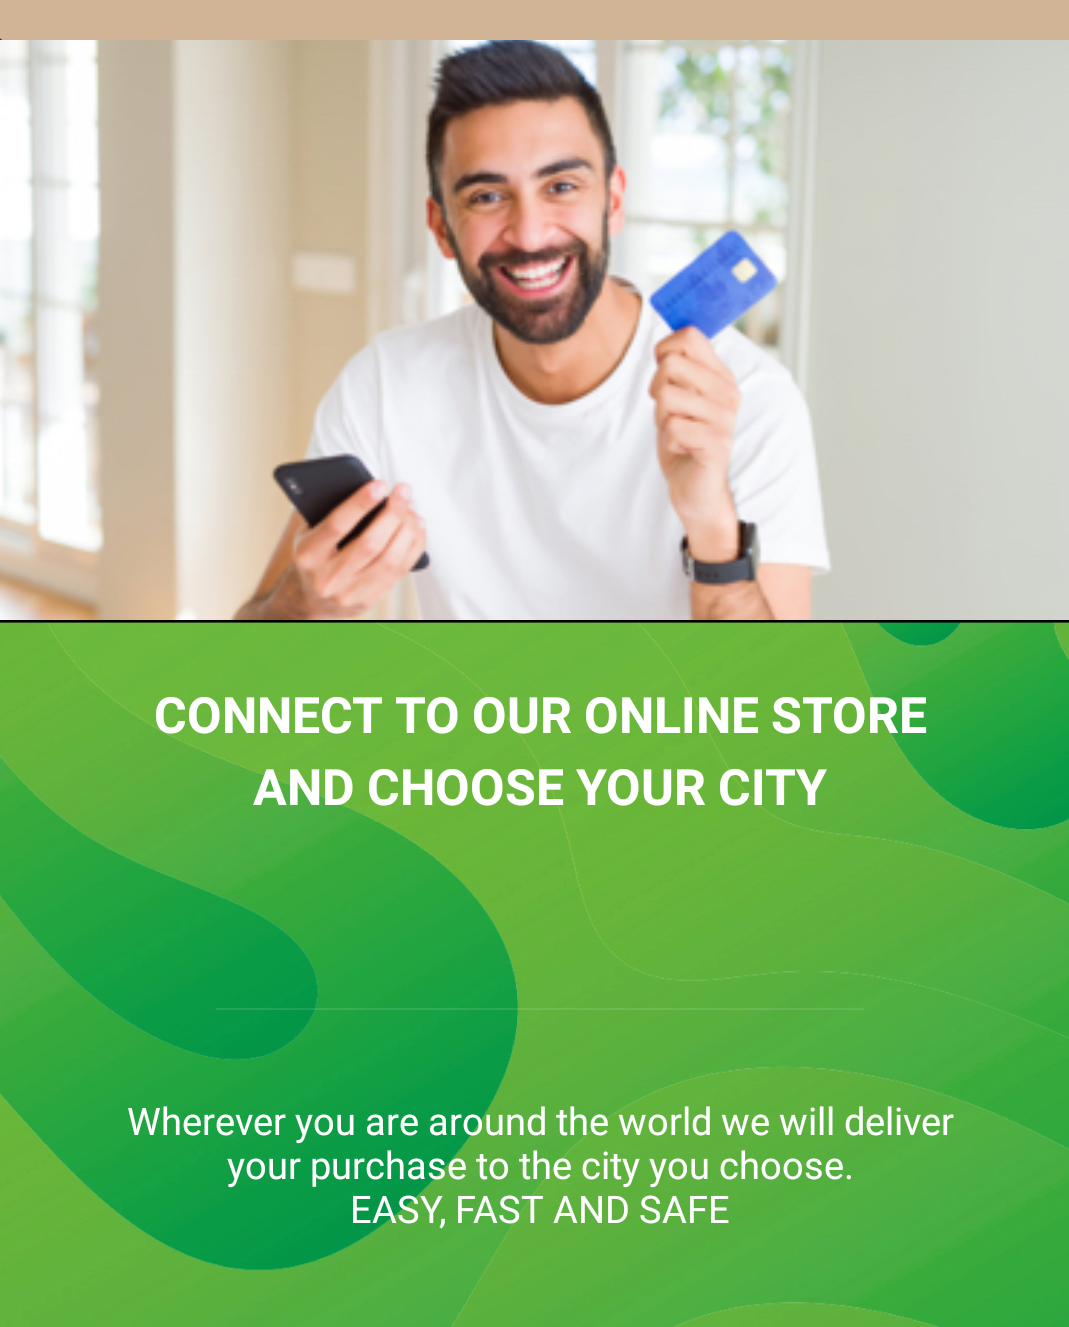 CONNECT TO OUR ONLINE STORE
AND CHOOSE YOUR CITY
Wherever you are around the world we will deliver
your purchase to the city you choose.
EASY, FAST AND SAFE